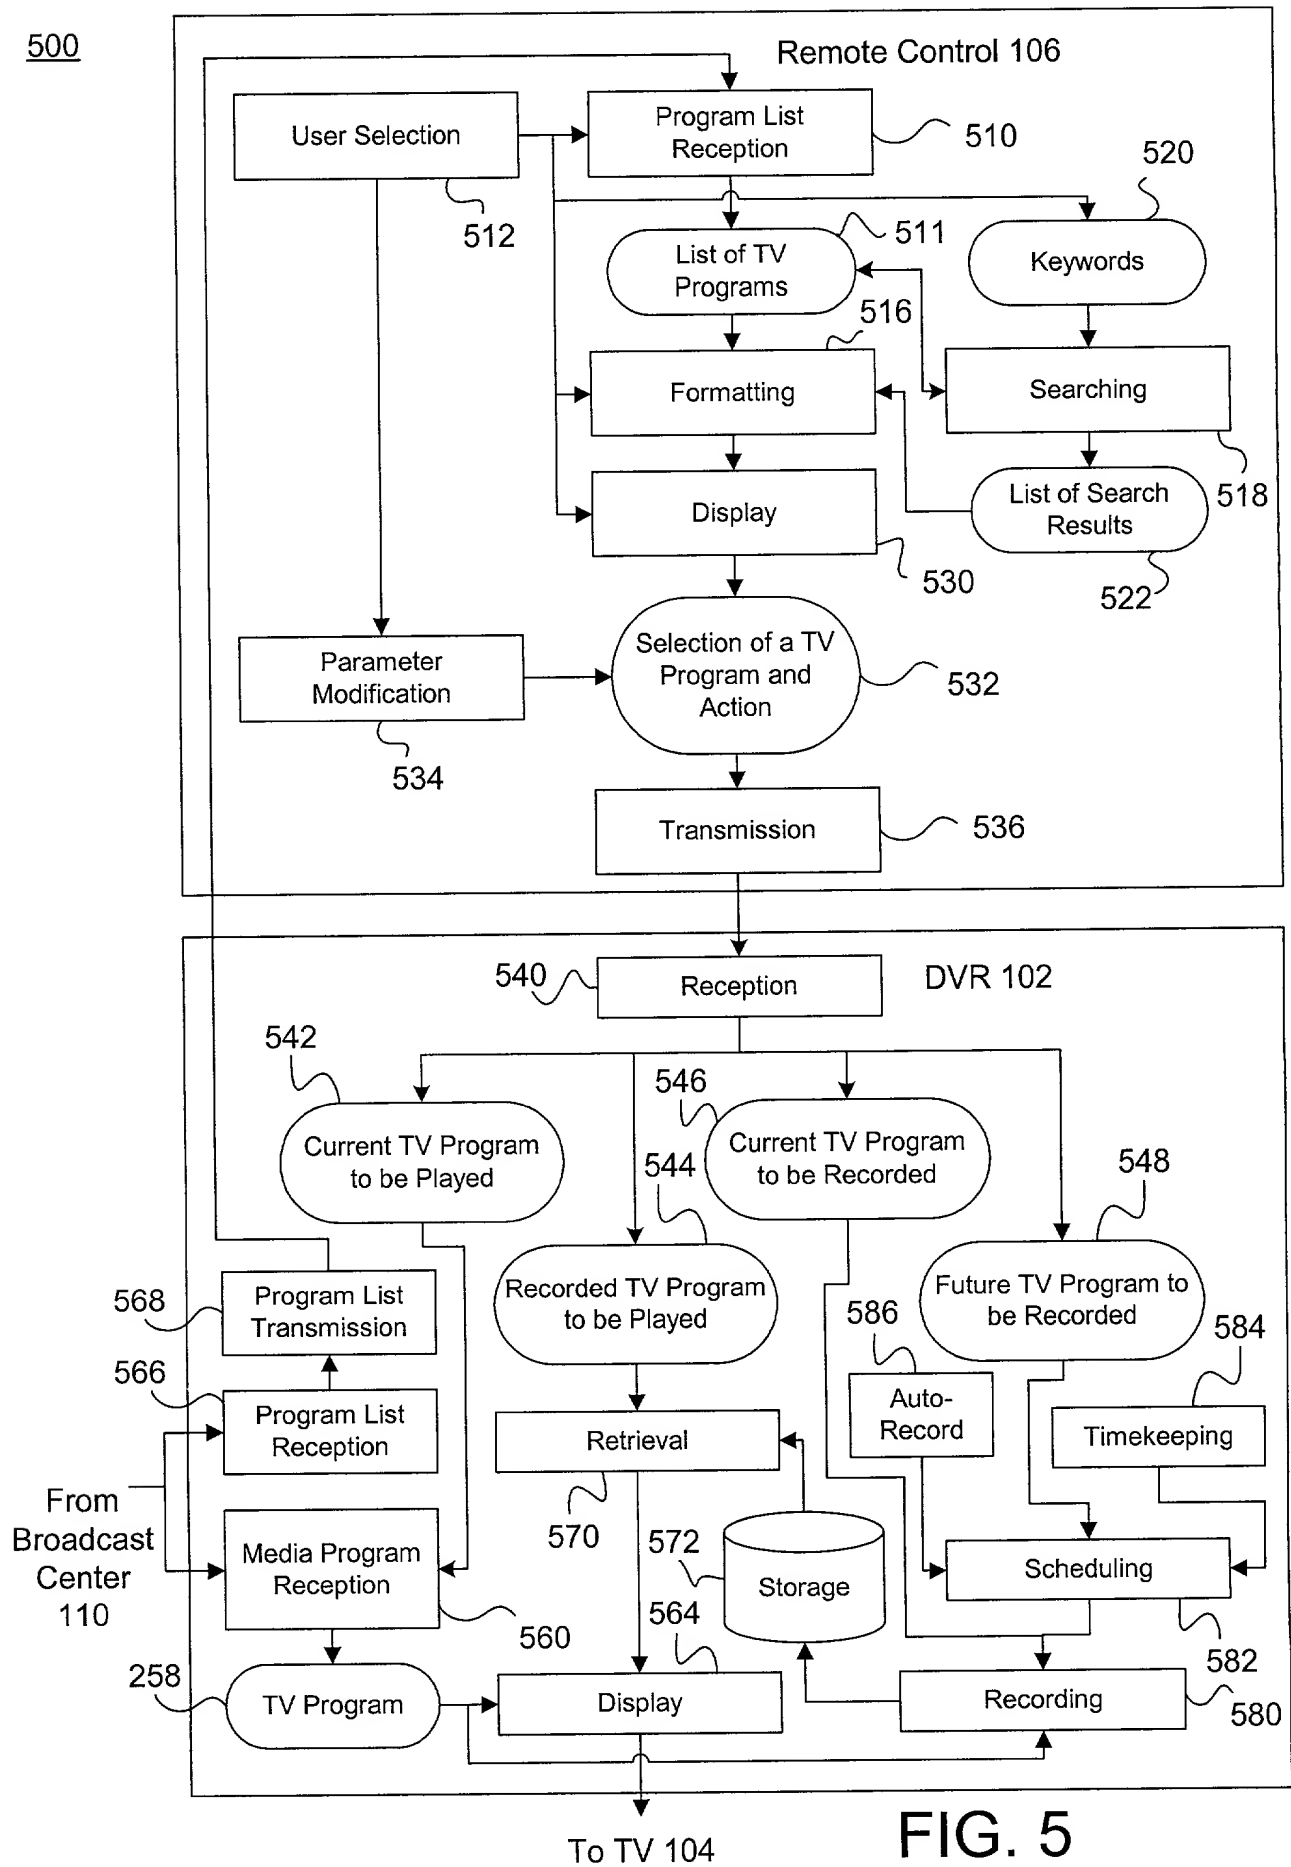 500
Remote Control 106
User Selection
Program List
Reception
510
520
512
List of TV
Programs
511
Keywords
516
Formatting
Searching
518
Display
List of Search
Results
530
522
Parameter
Modification
Selection of a TV
Program and
Action
532
534
Transmission
536
540
Reception
DVR 102
542
546
Current TV Program
to be Played
544
Current TV Program
to be Recorded
548
568
Program List
Transmission
Recorded TV Program
to be Played
586
Future TV Program to
be Recorded
584
566
Program List
Reception
Retrieval
Auto-
Record
Timekeeping
From
Broadcast
Center
110
570
572
Media Program
Reception
Storage
Scheduling
560
564
582
258
TV Program
Display
Recording
580
To TV 104
FIG. 5